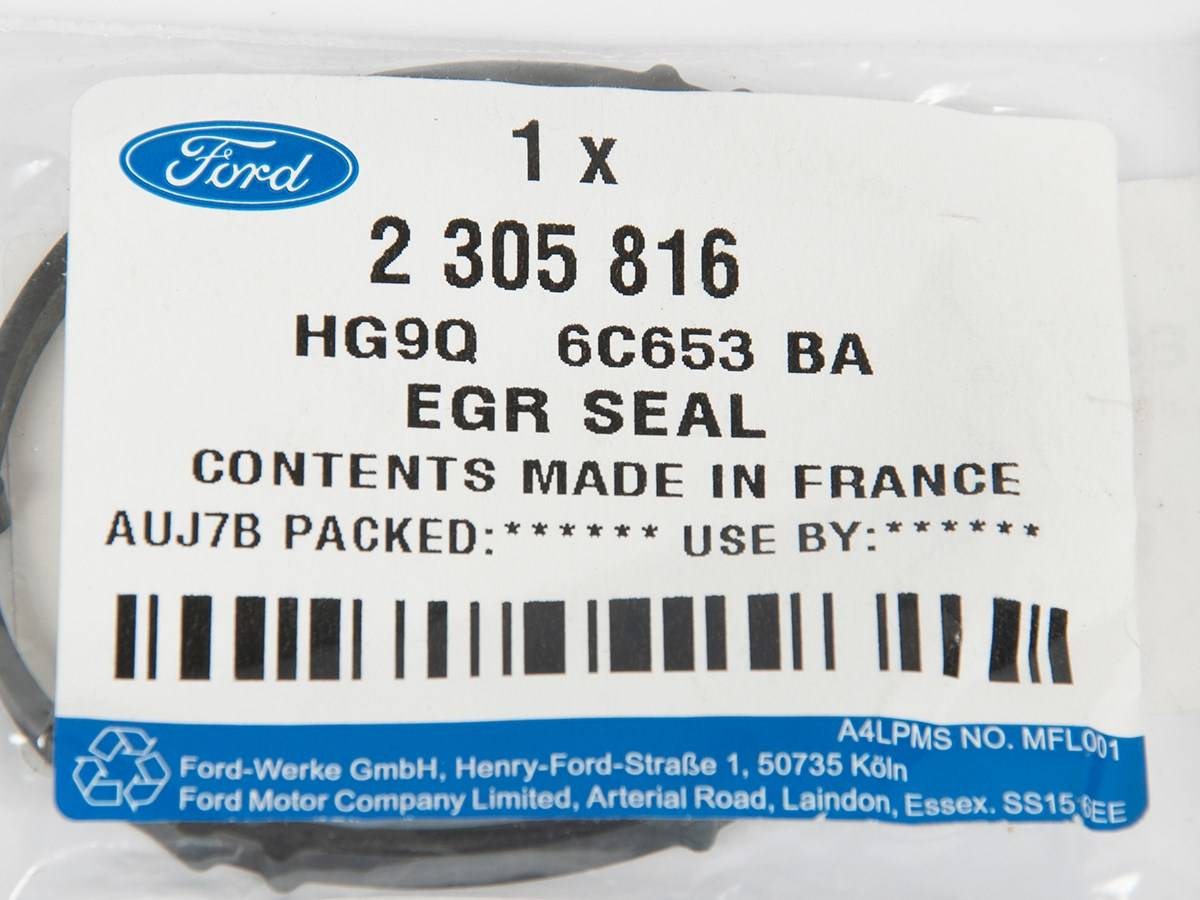 Ford
1 x
2 305 816
HG9Q 6C653 BA
EGR SEAL
CONTENTS MADE IN FRANCE
AUJ7B PACKED:****** USE BY:******
A4LPMS NO. MFL001
Ford-Werke GmbH, Henry-Ford-Straße 1, 50735 Köln
Ford Motor Company Limited, Arterial Road, Laindon, Essex. SS15 6EE